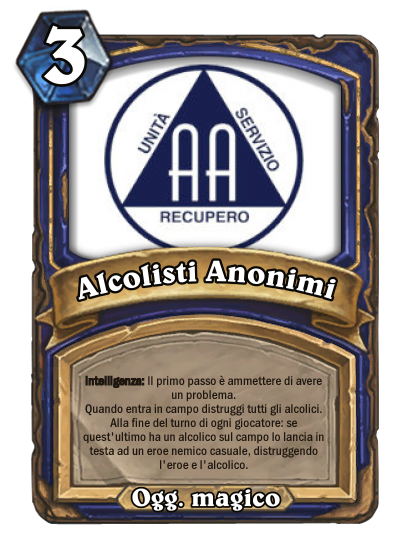 3
UNITÀ
SERVIZIO
AA
RECUPERO
Alcolisti Anonimi
Intelligenza: Il primo passo è ammettere di avere
un problema.
Quando entra in campo distruggi tutti gli alcolici.
Alla fine del turno di ogni giocatore: se
quest'ultimo ha un alcolico sul campo lo lancia in
testa ad un eroe nemico casuale, distruggendo
l'eroe e l'alcolico.
Ogg. magico